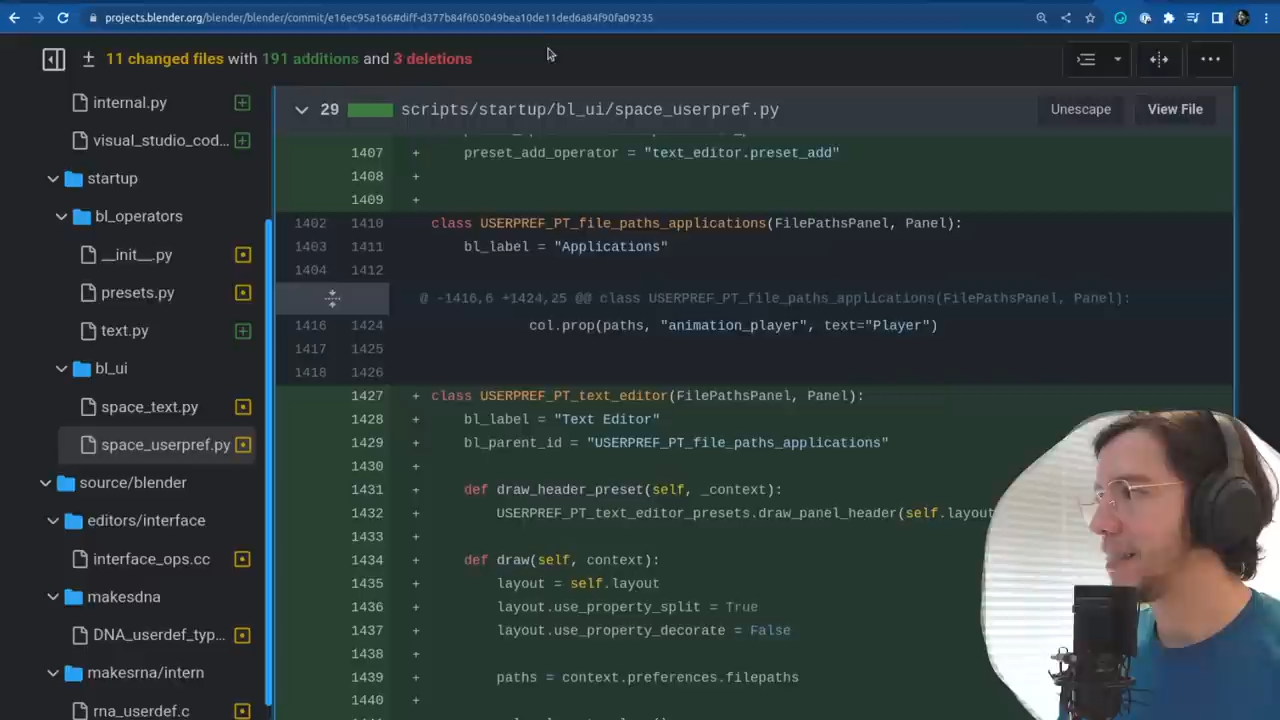 projects.blender.org/blender/blender/commit/e16ec95a166#diff-d377b84f605049bea10de11ded6a84f90fa09235
11 changed files with 191 additions and 3 deletions
internal.py
visual_studio_cod...
startup
bl_operators
__init__.py
presets.py
text.py
bl_ui
space_text.py
space_userpref.py
source/blender
editors/interface
interface_ops.cc
makesdna
DNA_userdef_typ...
makesrna/intern
rna_userdef.c
29 scripts/startup/bl_ui/space_userpref.py Unescape View File
1407 + preset_add_operator = "text_editor.preset_add"
1408 +
1409 +
1402 1410 class USERPREF_PT_file_paths_applications(FilePathsPanel, Panel):
1403 1411 bl_label = "Applications"
1404 1412
@ -1416,6 +1424,25 @@ class USERPREF_PT_file_paths_applications(FilePathsPanel, Panel):
1416 1424 col.prop(paths, "animation_player", text="Player")
1417 1425
1418 1426
1427 + class USERPREF_PT_text_editor(FilePathsPanel, Panel):
1428 + bl_label = "Text Editor"
1429 + bl_parent_id = "USERPREF_PT_file_paths_applications"
1430 +
1431 + def draw_header_preset(self, _context):
1432 + USERPREF_PT_text_editor_presets.draw_panel_header(self.layout
1433 +
1434 + def draw(self, context):
1435 + layout = self.layout
1436 + layout.use_property_split = True
1437 + layout.use_property_decorate = False
1438 +
1439 + paths = context.preferences.filepaths
1440 +